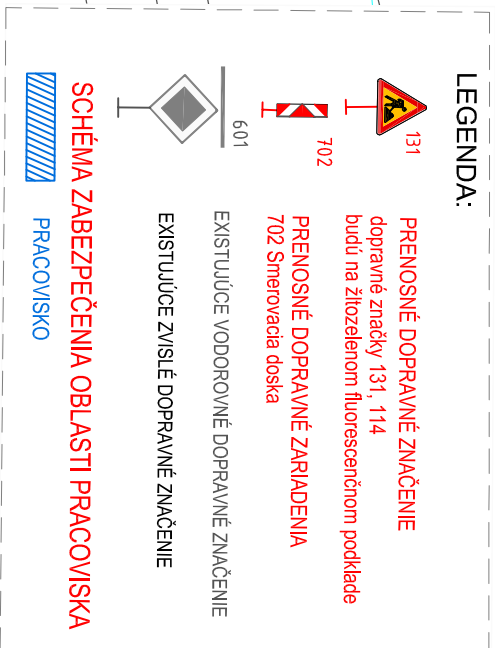 LEGENDA:
131
PRENOSNÉ DOPRAVNÉ ZNAČENIE
dopravné značky 131, 114
budú na žltozelenom fluorescenčnom podklade
702
PRENOSNÉ DOPRAVNÉ ZARIADENIA
702 Smerovacia doska
601
EXISTUJÚCE VODOROVNÉ DOPRAVNÉ ZNAČENIE
EXISTUJÚCE ZVISLÉ DOPRAVNÉ ZNAČENIE
SCHÉMA ZABEZPEČENIA OBLASTI PRACOVISKA
PRACOVISKO